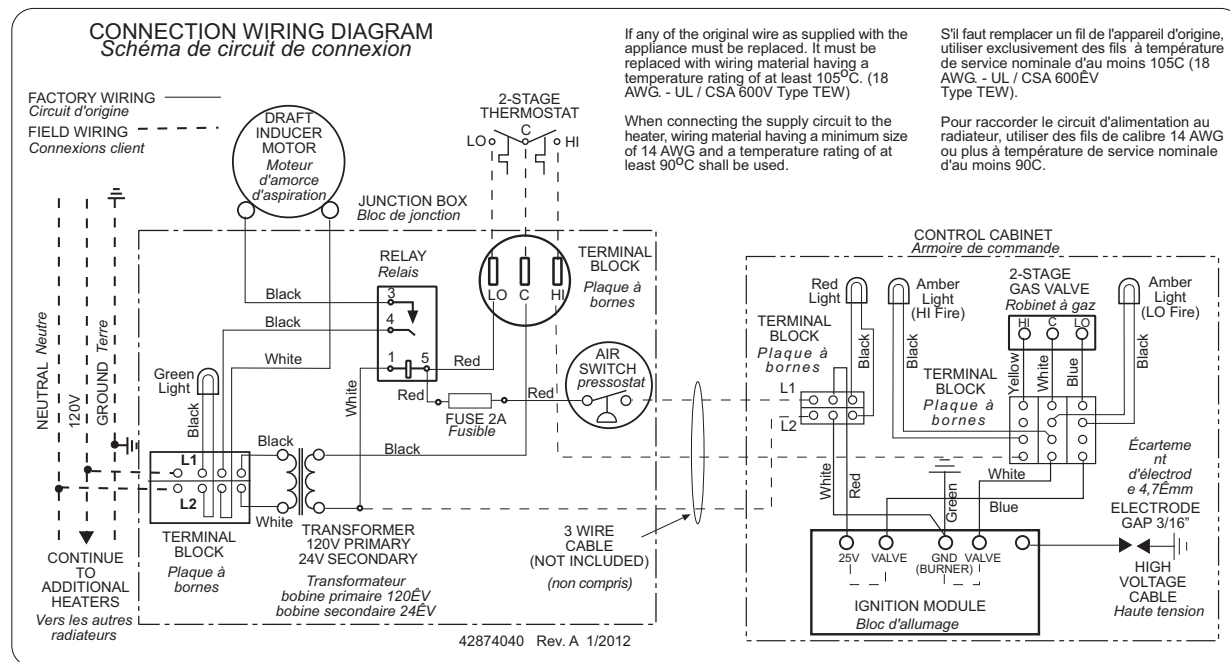 CONNECTION WIRING DIAGRAM
Schéma de circuit de connexion
If any of the original wire as supplied with the
appliance must be replaced. It must be
replaced with wiring material having a
temperature rating of at least 105°C. (18
AWG. - UL / CSA 600V Type TEW)
When connecting the supply circuit to the
heater, wiring material having a minimum size
of 14 AWG and a temperature rating of at
least 90°C shall be used.
S'il faut remplacer un fil de l'appareil d'origine,
utiliser exclusivement des fils à température
de service nominale d'au moins 105C (18
AWG. - UL / CSA 600ÊV
Type TEW).
Pour raccorder le circuit d'alimentation au
radiateur, utiliser des fils de calibre 14 AWG
ou plus à température de service nominale
d'au moins 90C.
FACTORY WIRING
Circuit d'origine
FIELD WIRING
Connexions client
DRAFT
INDUCER
MOTOR
Moteur
d'amorce
d'aspiration
2-STAGE
THERMOSTAT
LO
C
HI
JUNCTION BOX
Bloc de jonction
RELAY
Relais
3
4
1
5
Black
Black
White
LO
C
HI
TERMINAL
BLOCK
Plaque à
bornes
Red
Red
Red
FUSE 2A
Fusible
AIR
SWITCH
pressostat
White
Green
Light
Black
NEUTRAL Neutre
120V
GROUND Terre
L1
L2
Black
White
Black
TERMINAL
BLOCK
Plaque à
bornes
TRANSFORMER
120V PRIMARY
24V SECONDARY
Transformateur
bobine primaire 120ÊV
bobine secondaire 24ÊV
CONTINUE
TO
ADDITIONAL
HEATERS
Vers les autres
radiateurs
3 WIRE
CABLE
(NOT INCLUDED)
(non compris)
42874040 Rev. A 1/2012
CONTROL CABINET
Armoire de commande
Red
Light
Amber
Light
(HI Fire)
2-STAGE
GAS VALVE
Robinet à gaz
HI
C
LO
Amber
Light
(LO Fire)
TERMINAL
BLOCK
Plaque à
bornes
L1
L2
Black
Black
Yellow
White
Blue
Black
TERMINAL
BLOCK
Plaque à
bornes
White
Red
Green
White
Blue
Écarteme
nt
d'électrod
e 4,7Êmm
ELECTRODE
GAP 3/16”
HIGH
VOLTAGE
CABLE
Haute tension
25V
VALVE
GND
(BURNER)
VALVE
IGNITION MODULE
Bloc d'allumage